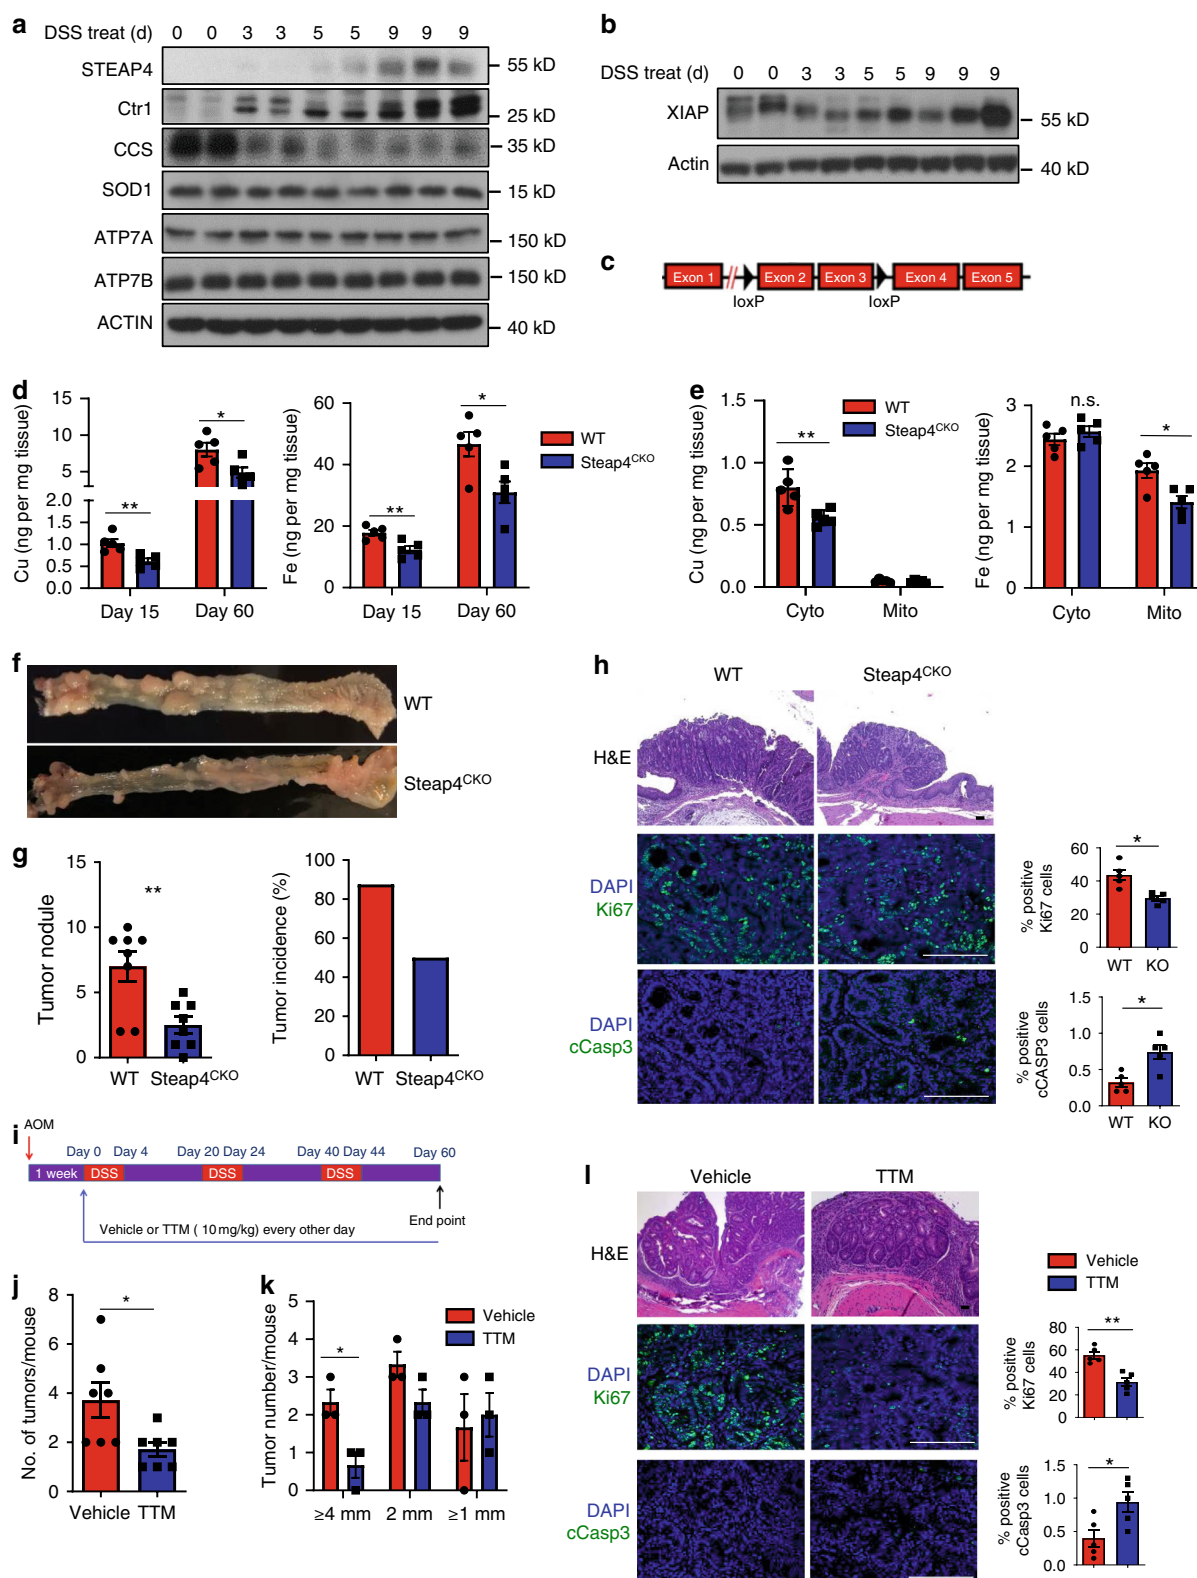 a
DSS treat (d) 0 0 3 3 5 5 9 9 9
STEAP4 55 kD
Ctr1 25 kD
CCS 35 kD
SOD1 15 kD
ATP7A 150 kD
ATP7B 150 kD
ACTIN 40 kD
b
DSS treat (d) 0 0 3 3 5 5 9 9 9
XIAP 55 kD
Actin 40 kD
c
Exon 1 Exon 2 Exon 3 Exon 4 Exon 5
loxP loxP
d
Cu (ng per mg tissue)
15
10
5
2.0
1.5
1.0
0.5
0.0
** *
Day 15 Day 60
Fe (ng per mg tissue)
60
40
20
0
** *
Day 15 Day 60
WT
Steap4CKO
e
Cu (ng per mg tissue)
1.5
1.0
0.5
0.0
**
Cyto Mito
WT
Steap4CKO
Fe (ng per mg tissue)
3
2
1
0
n.s. *
Cyto Mito
f
WT
Steap4CKO
g
Tumor nodule
15
10
5
0
**
WT Steap4CKO
Tumor incidence (%)
100
80
60
40
20
0
WT Steap4CKO
h
WT Steap4CKO
H&E
DAPI
Ki67
DAPI
cCasp3
% positive
Ki67 cells
60
40
20
0
*
WT KO
% positive
cCASP3 cells
1.5
1.0
0.5
0.0
*
WT KO
i
AOM
Day 0 Day 4 Day 20 Day 24 Day 40 Day 44 Day 60
1 week DSS DSS DSS
Vehicle or TTM ( 10 mg/kg) every other day
End point
j
No. of tumors/mouse
8
6
4
2
0
*
Vehicle TTM
k
Tumor number/mouse
5
4
3
2
1
0
*
≥4 mm 2 mm ≥1 mm
Vehicle
TTM
l
Vehicle TTM
H&E
DAPI
Ki67
DAPI
cCasp3
Vehicle
TTM
% positive
Ki67 cells
80
60
40
20
0
**
% positive
cCasp3 cells
1.5
1.0
0.5
0.0
*